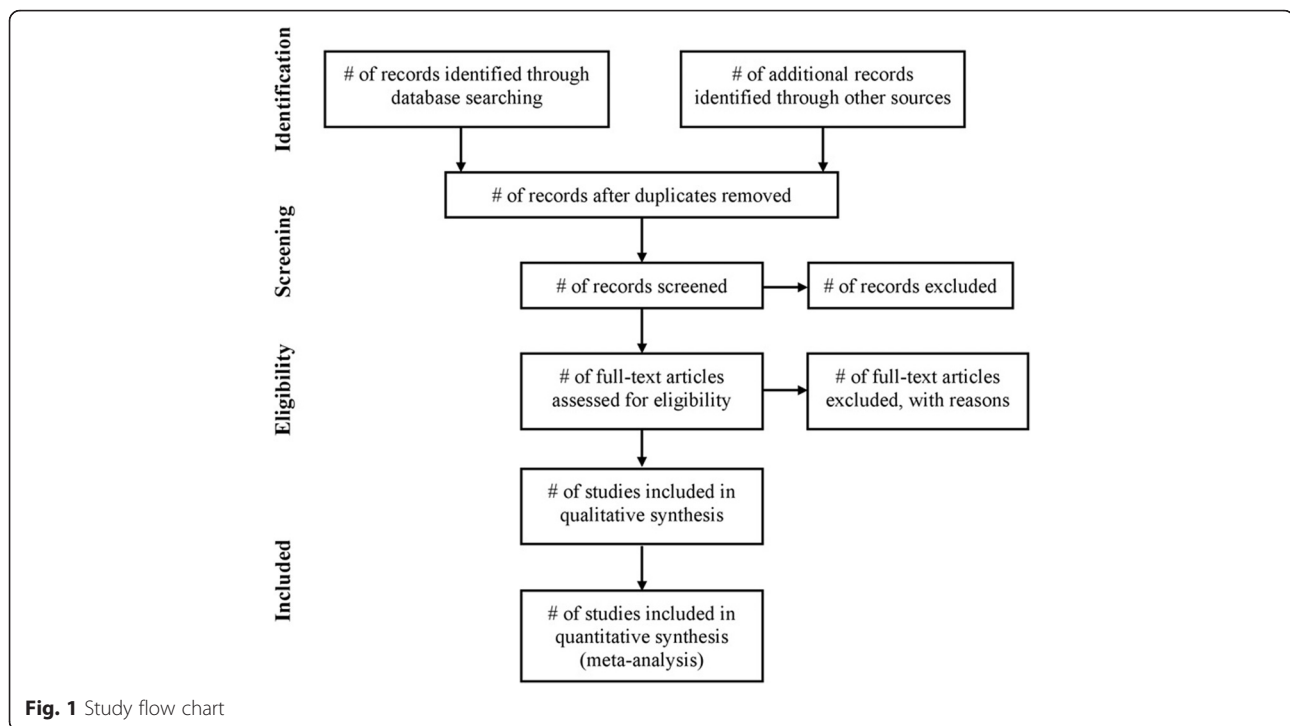 Identification
# of records identified through
database searching
# of additional records
identified through other sources
# of records after duplicates removed
Screening
# of records screened
# of records excluded
Eligibility
# of full-text articles
assessed for eligibility
# of full-text articles
excluded, with reasons
Included
# of studies included in
qualitative synthesis
# of studies included in
quantitative synthesis
(meta-analysis)
Fig. 1 Study flow chart